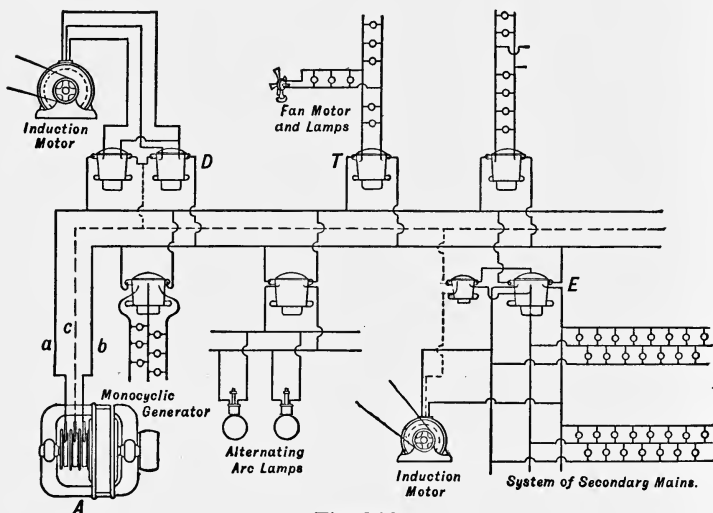 Induction
Motor
D
Fan Motor
and Lamps
T
E
a
c
b
Monocyclic
Generator
A
Alternating
Arc Lamps
Induction
Motor
System of Secondary Mains.